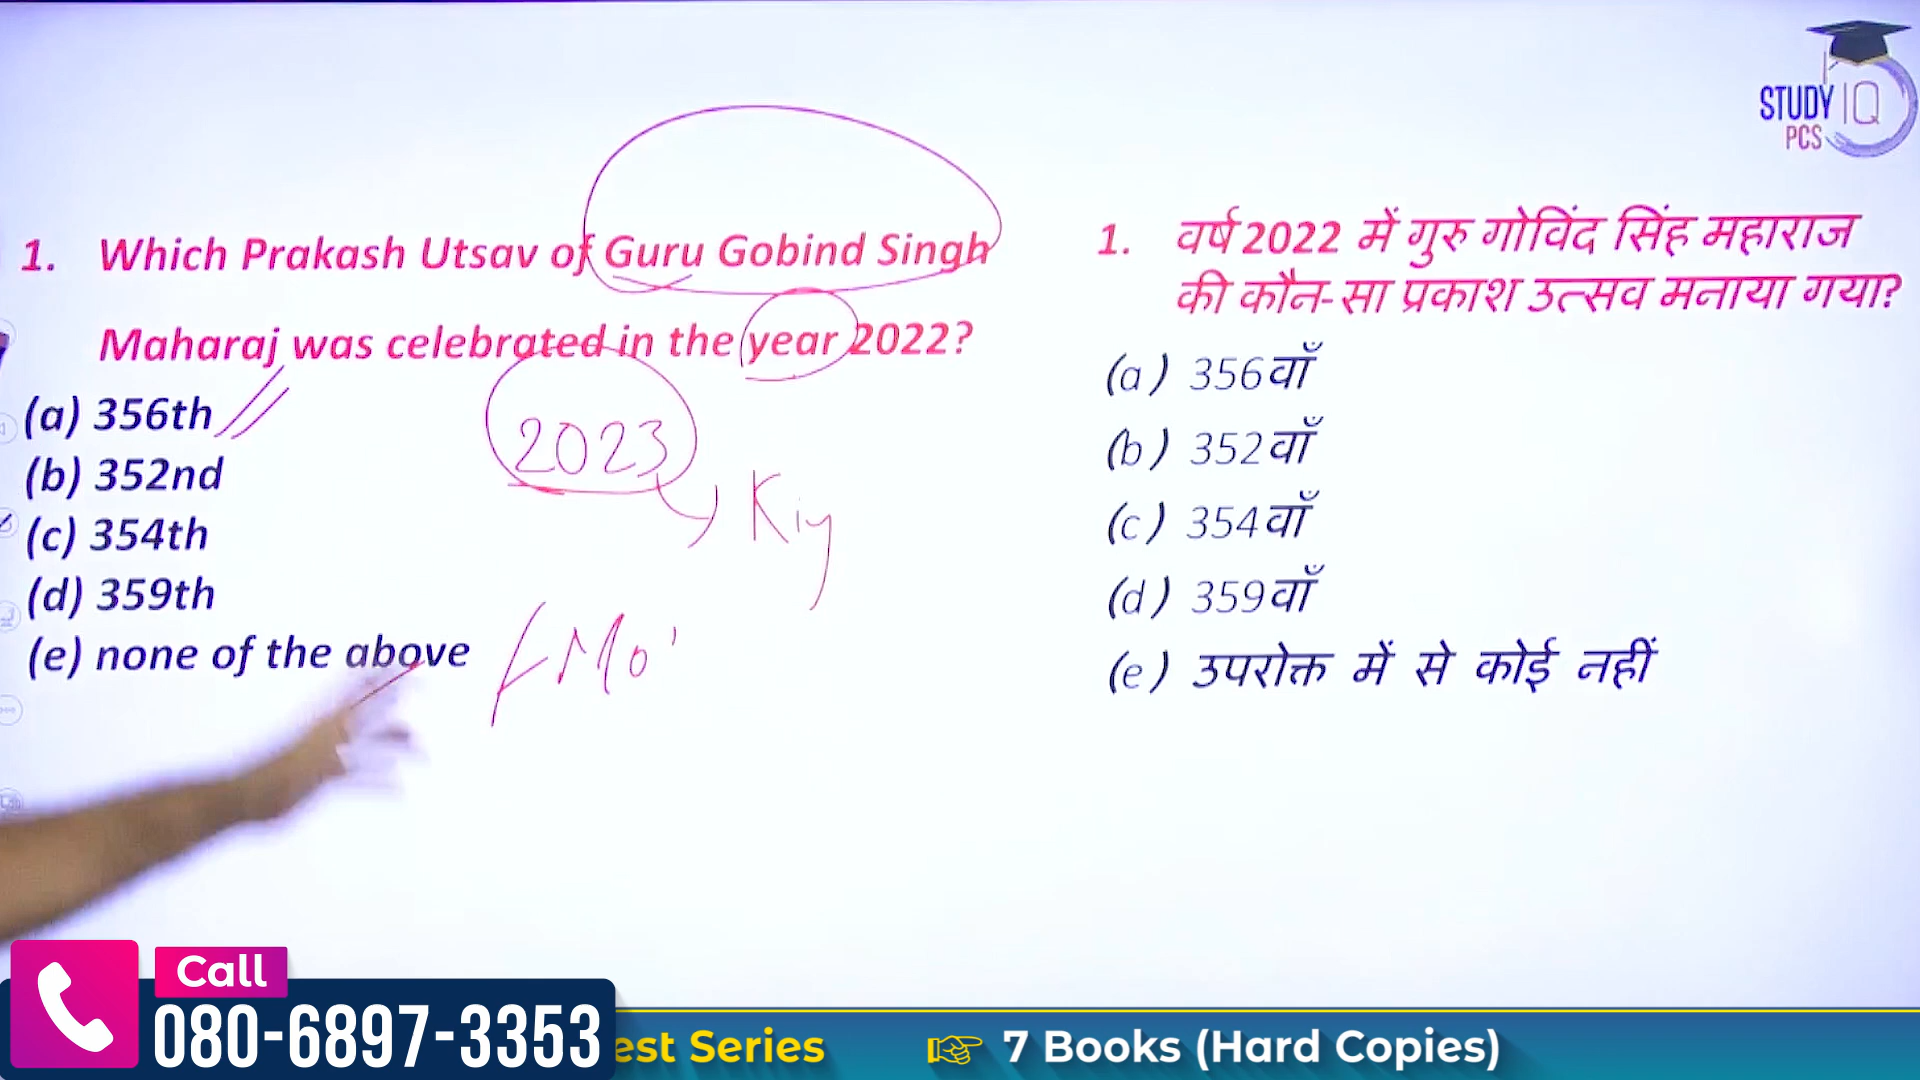 STUDY IQ
PCS
1. Which Prakash Utsav of Guru Gobind Singh
Maharaj was celebrated in the year 2022?
(a) 356th
(b) 352nd
(c) 354th
(d) 359th
(e) none of the above
2023
1. वर्ष 2022 में गुरु गोविंद सिंह महाराज
की कौन-सा प्रकाश उत्सव मनाया गया?
(a) 356वाँ
(b) 352वाँ
(c) 354वाँ
(d) 359वाँ
(e) उपरोक्त में से कोई नहीं
Call
080-6897-3353
est Series
7 Books (Hard Copies)